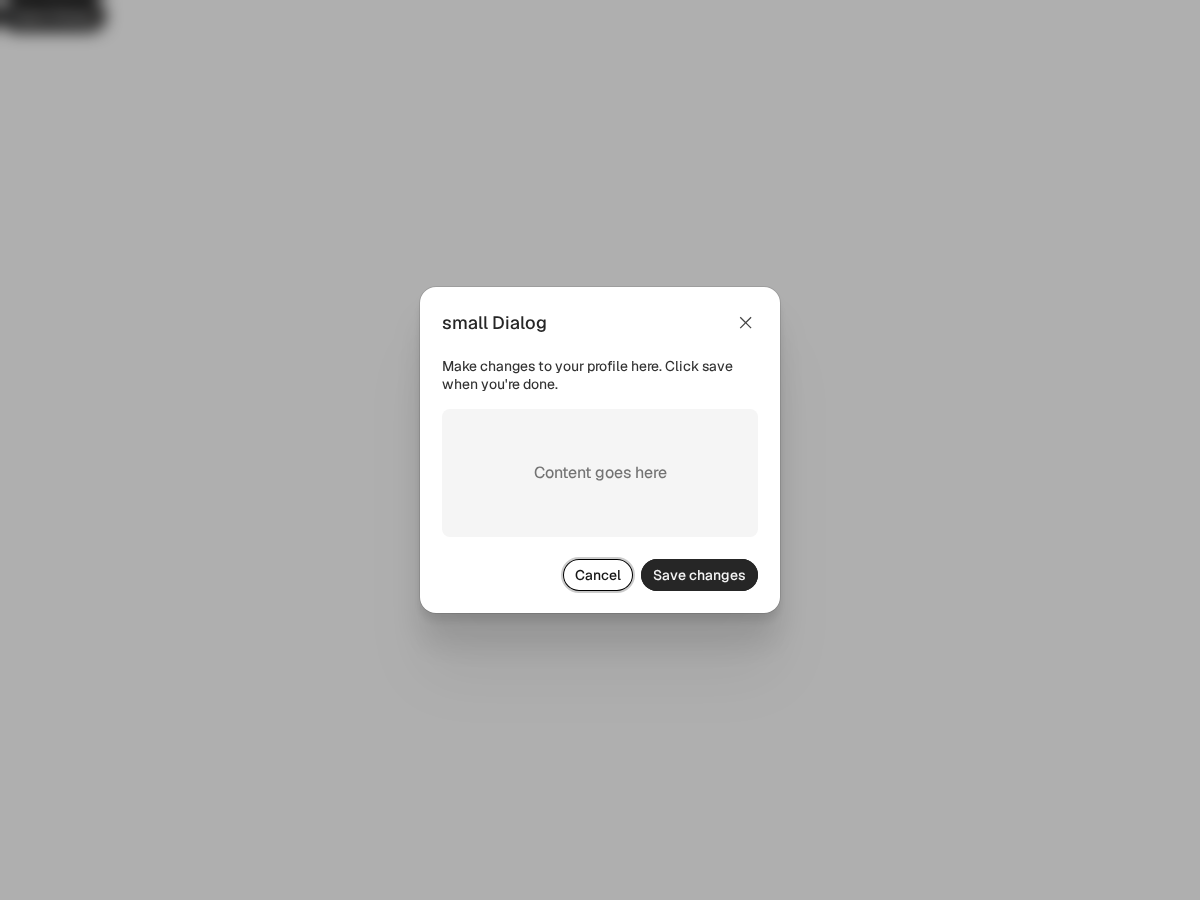 small Dialog
Make changes to your profile here. Click save
when you're done.
Content goes here
Cancel
Save changes